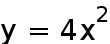 y = 4x²